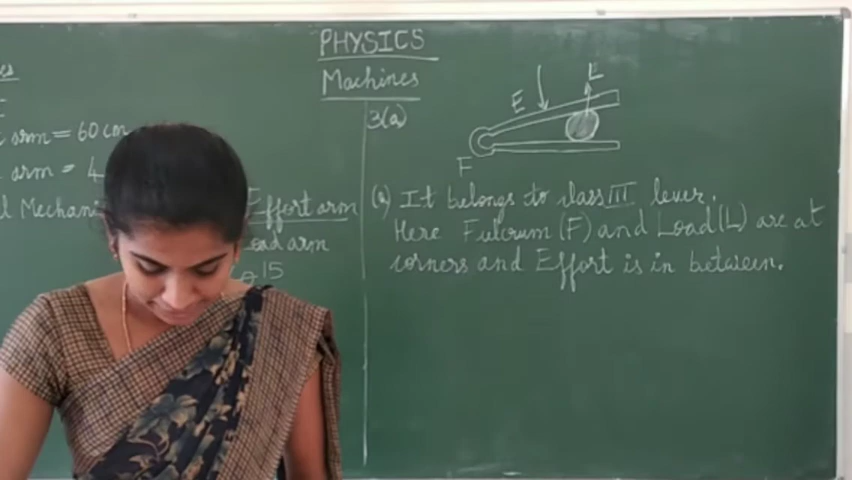 PHYSICS
Machines
arm = 60 cm
arm = 4
Mechani
Effort arm
oad arm
15
3(a)
E
L
F
(a) It belongs to class III lever.
Here Fulcrum (F) and Load (L) are at
corners and Effort is in between.